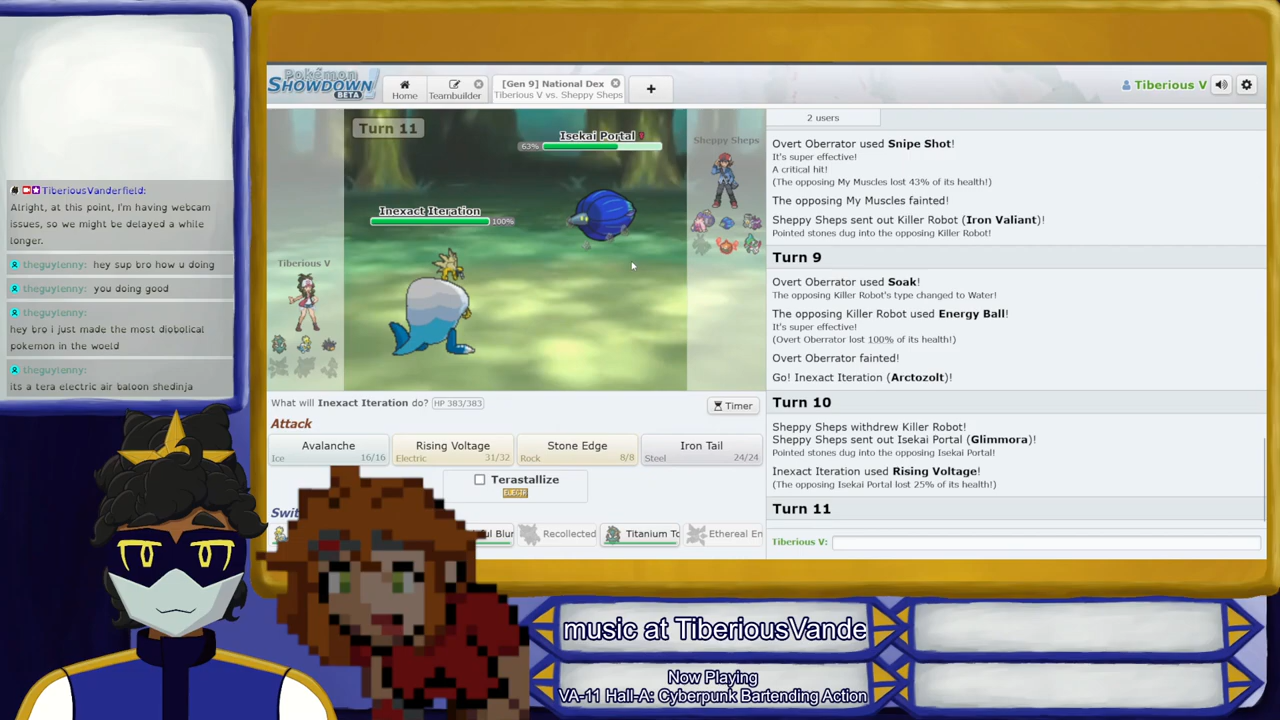 TiberiousVanderfield:
Alright, at this point, I'm having webcam
issues, so we might be delayed a while
longer.
theguylenny: hey sup bro how u doing
theguylenny: you doing good
theguylenny:
hey bro i just made the most diobolical
pokemon in the woeld
theguylenny:
its a tera electric air baloon shedinja
Pokémon
SHOWDOWN!
BETA
Home
Teambuilder
[Gen 9] National Dex
Tiberious V vs. Sheppy Sheps
+
Tiberious V
Turn 11
Isekai Portal
63%
Inexact Iteration
100%
Sheppy Sheps
Tiberious V
What will Inexact Iteration do? HP 383/383
Timer
Attack
Avalanche
Ice 16/16
Rising Voltage
Electric 31/32
Stone Edge
Rock 8/8
Iron Tail
Steel 24/24
Terastallize
Recollected
Titanium To
Ethereal En
2 users
Overt Oberrator used Snipe Shot!
It's super effective!
A critical hit!
(The opposing My Muscles lost 43% of its health!)
The opposing My Muscles fainted!
Sheppy Sheps sent out Killer Robot (Iron Valiant)!
Pointed stones dug into the opposing Killer Robot!
Turn 9
Overt Oberrator used Soak!
The opposing Killer Robot's type changed to Water!
The opposing Killer Robot used Energy Ball!
It's super effective!
(Overt Oberrator lost 100% of its health!)
Overt Oberrator fainted!
Go! Inexact Iteration (Arctozolt)!
Turn 10
Sheppy Sheps withdrew Killer Robot!
Sheppy Sheps sent out Isekai Portal (Glimmora)!
Pointed stones dug into the opposing Isekai Portal!
Inexact Iteration used Rising Voltage!
(The opposing Isekai Portal lost 25% of its health!)
Turn 11
Tiberious V:
music at TiberiousVande
Now Playing
VA-11 Hall-A: Cyberpunk Bartending Action